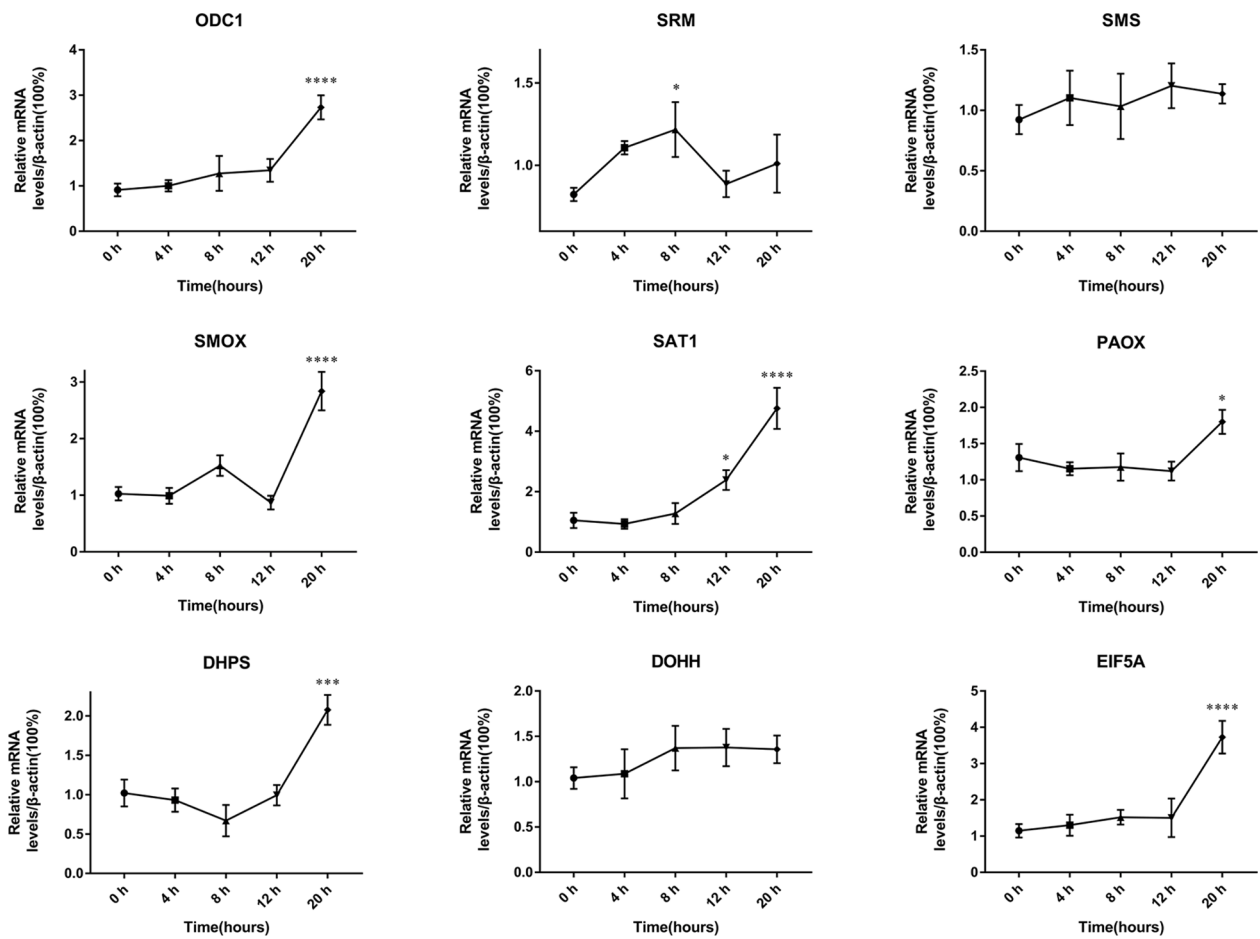 ODC1
Relative mRNA
levels/β-actin(100%)
4
3
2
1
0
****
0 h
4 h
8 h
12 h
20 h
Time(hours)
SRM
Relative mRNA
levels/β-actin(100%)
1.5
1.0
*
0 h
4 h
8 h
12 h
20 h
Time(hours)
SMS
Relative mRNA
levels/β-actin(100%)
1.5
1.0
0.5
0.0
0 h
4 h
8 h
12 h
20 h
Time(hours)
SMOX
Relative mRNA
levels/β-actin(100%)
3
2
1
0
****
0 h
4 h
8 h
12 h
20 h
Time(hours)
SAT1
Relative mRNA
levels/β-actin(100%)
6
4
2
0
*
****
0 h
4 h
8 h
12 h
20 h
Time(hours)
PAOX
Relative mRNA
levels/β-actin(100%)
2.5
2.0
1.5
1.0
0.5
0.0
*
0 h
4 h
8 h
12 h
20 h
Time(hours)
DHPS
Relative mRNA
levels/β-actin(100%)
2.0
1.5
1.0
0.5
0.0
***
0 h
4 h
8 h
12 h
20 h
Time(hours)
DOHH
Relative mRNA
levels/β-actin(100%)
2.0
1.5
1.0
0.5
0.0
0 h
4 h
8 h
12 h
20 h
Time(hours)
EIF5A
Relative mRNA
levels/β-actin(100%)
5
4
3
2
1
0
****
0 h
4 h
8 h
12 h
20 h
Time(hours)